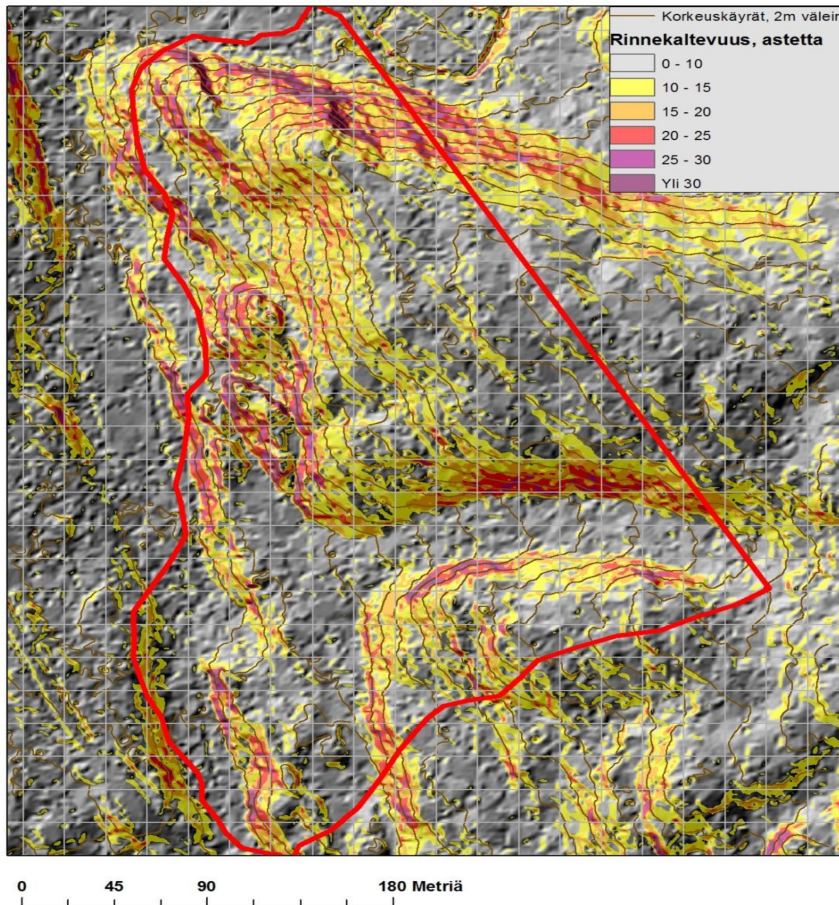 Korkeuskäyrät, 2m välein
Rinnekaltevuus, astetta
0 - 10
10 - 15
15 - 20
20 - 25
25 - 30
Yli 30
0 45 90 180 Metriä